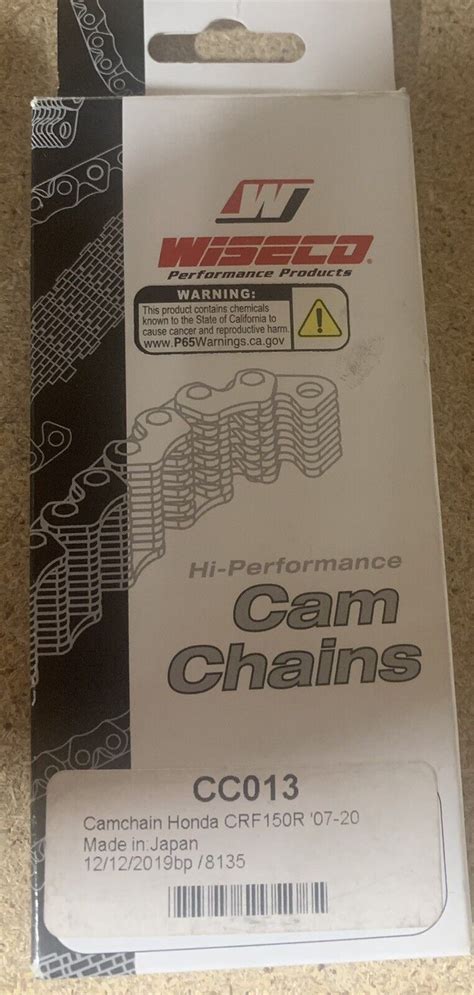 W
WISECO®
Performance Products
WARNING:
This product contains chemicals
known to the State of California to
cause cancer and reproductive harm.
www.P65Warnings.ca.gov
!
Hi-Performance
Cam
Chains
CC013
Camchain Honda CRF150R '07-20
Made in:Japan
12/12/2019bp /8135